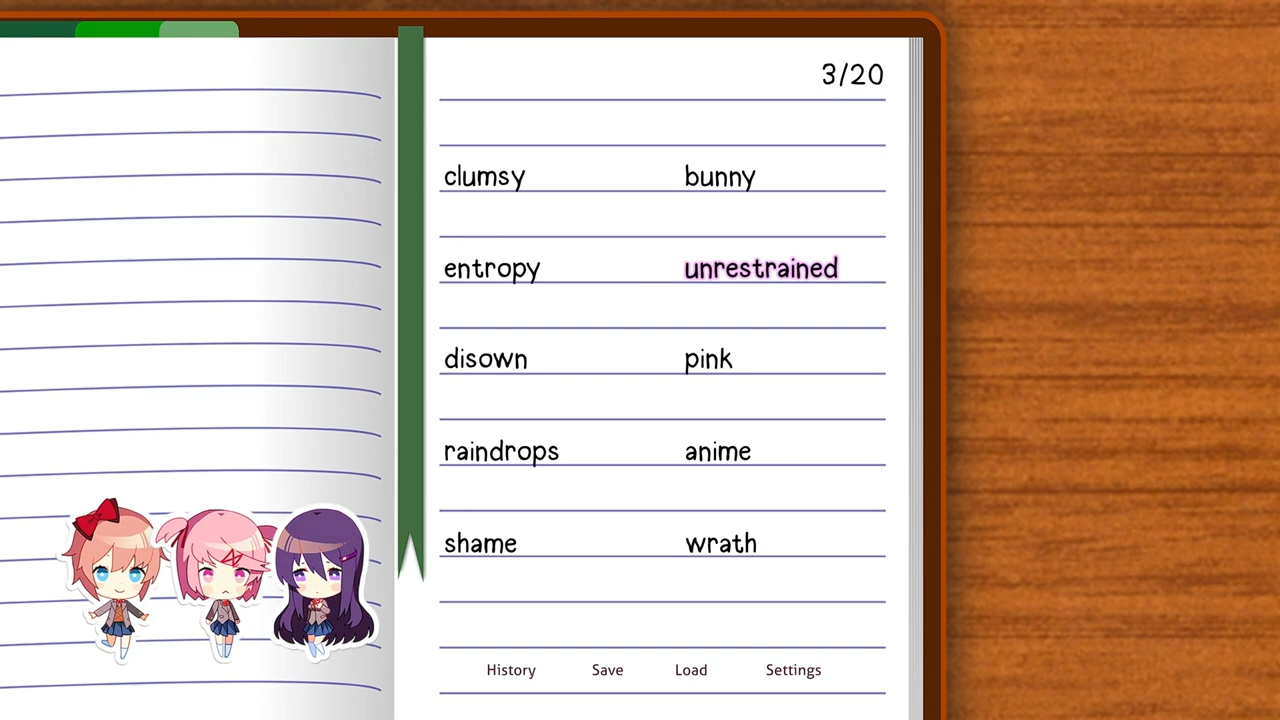 3/20
clumsy bunny
entropy unrestrained
disown pink
raindrops anime
shame wrath
History Save Load Settings